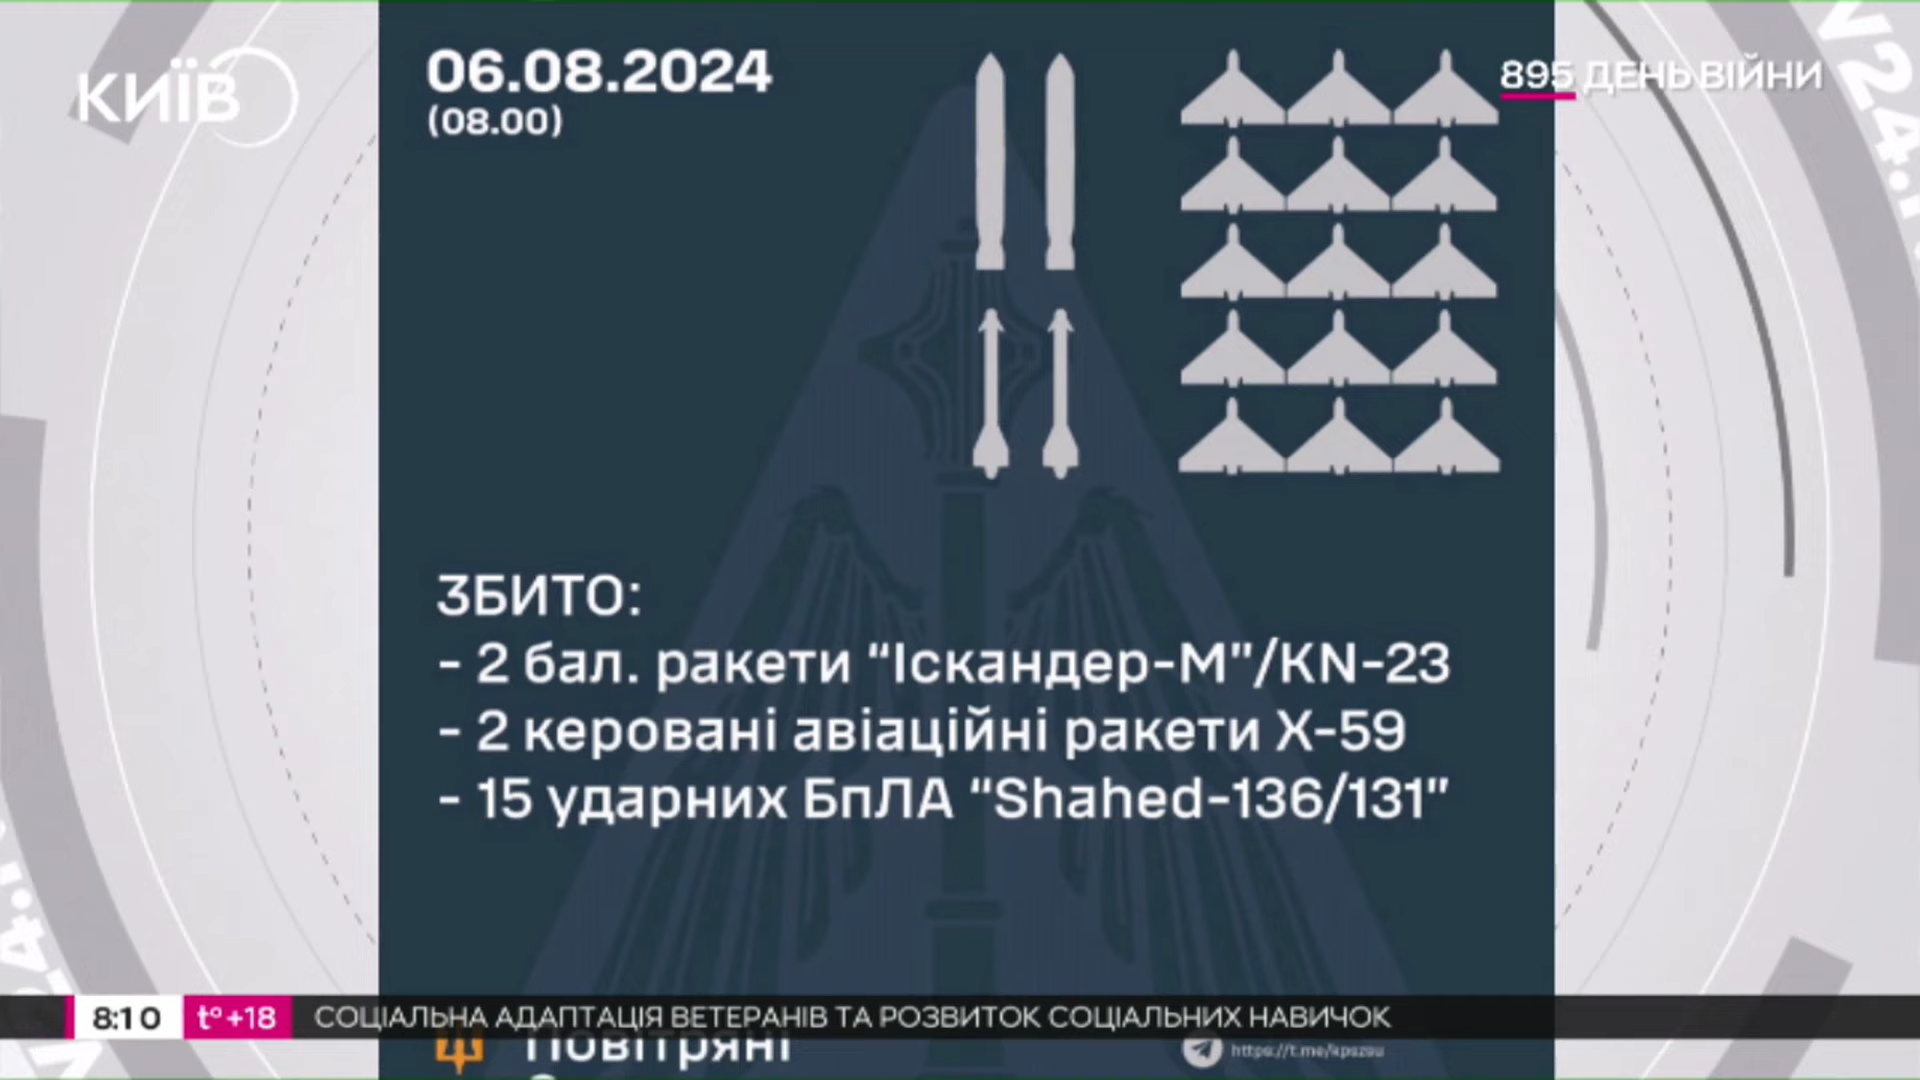 КИЇВ
06.08.2024
(08.00)
895 ДЕНЬ ВІЙНИ
ЗБИТО:
- 2 бал. ракети “Іскандер-М”/KN-23
- 2 керовані авіаційні ракети Х-59
- 15 ударних БпЛА “Shahed-136/131”
8:10 t°+18 СОЦІАЛЬНА АДАПТАЦІЯ ВЕТЕРАНІВ ТА РОЗВИТОК СОЦІАЛЬНИХ НАВИЧОК
Повітряні
https://t.me/kpszsu